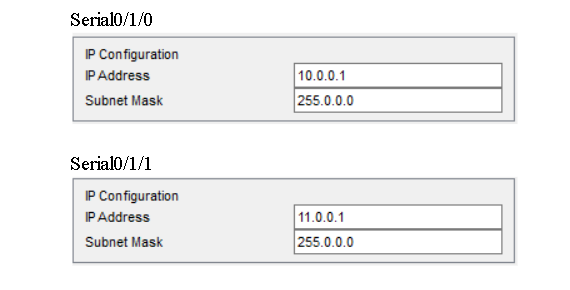 Serial0/1/0
IP Configuration
IP Address 10.0.0.1
Subnet Mask 255.0.0.0
Serial0/1/1
IP Configuration
IP Address 11.0.0.1
Subnet Mask 255.0.0.0